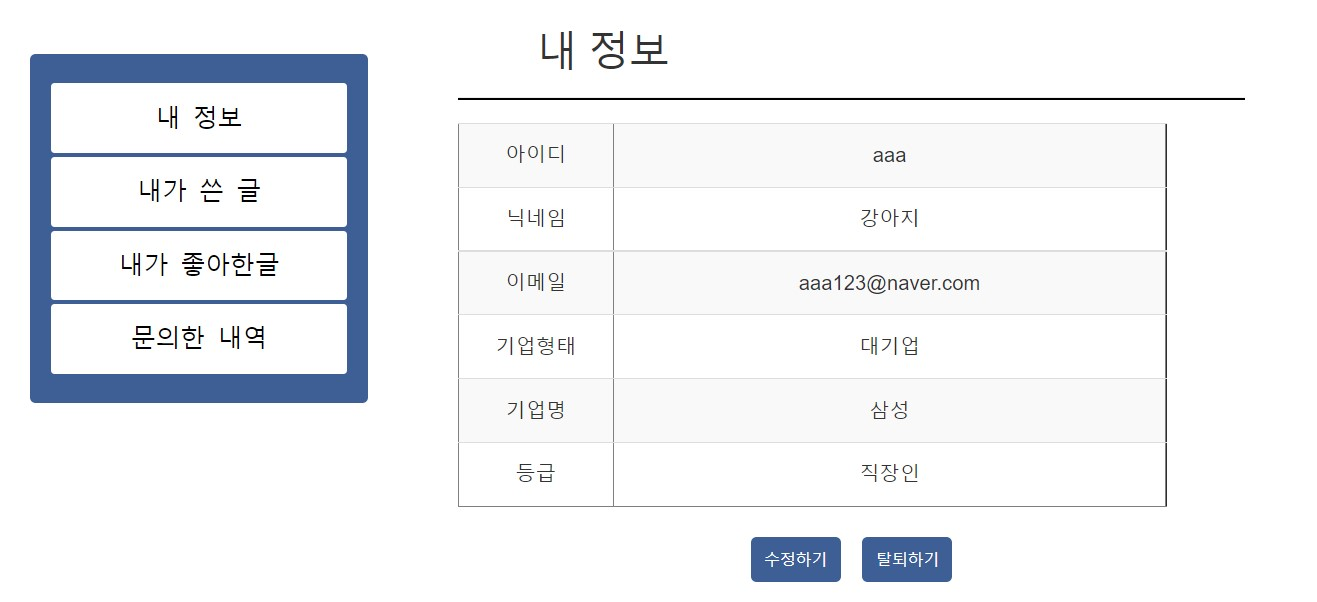 내 정보
내가 쓴 글
내가 좋아한글
문의한 내역
내 정보
아이디 aaa
닉네임 강아지
이메일 aaa123@naver.com
기업형태 대기업
기업명 삼성
등급 직장인
수정하기 탈퇴하기